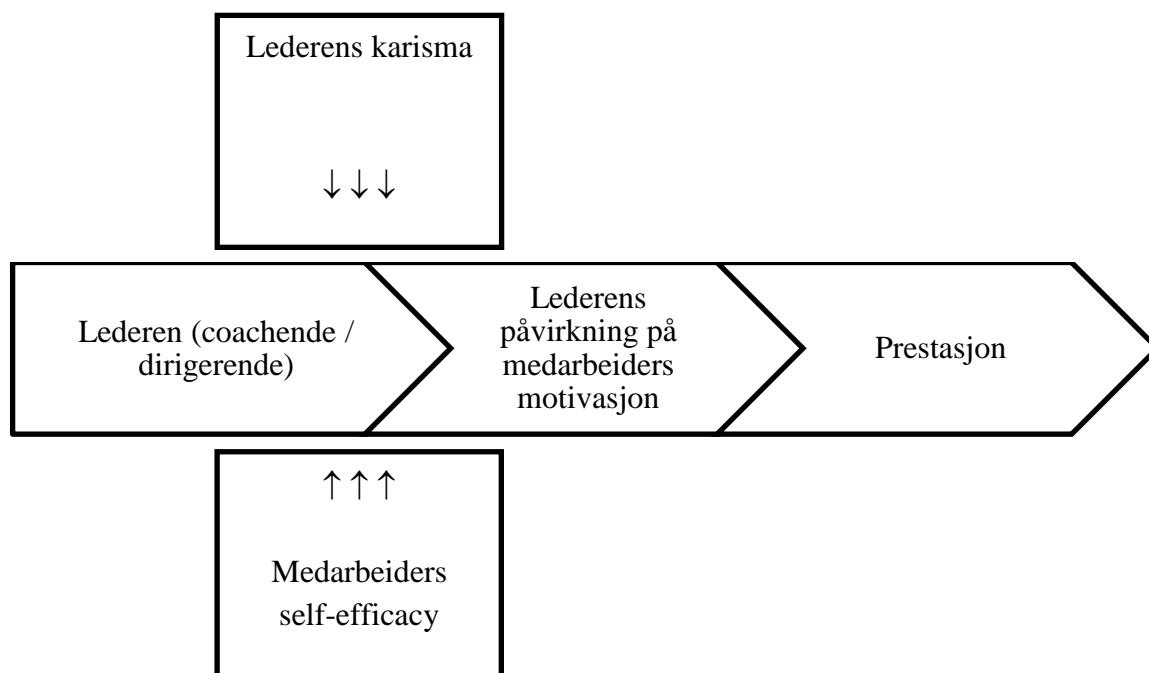 Lederens karisma
↓↓↓
Lederen (coachende /
dirigerende)
Lederens
påvirkning på
medarbeiders
motivasjon
Prestasjon
↑↑↑
Medarbeiders
self-efficacy